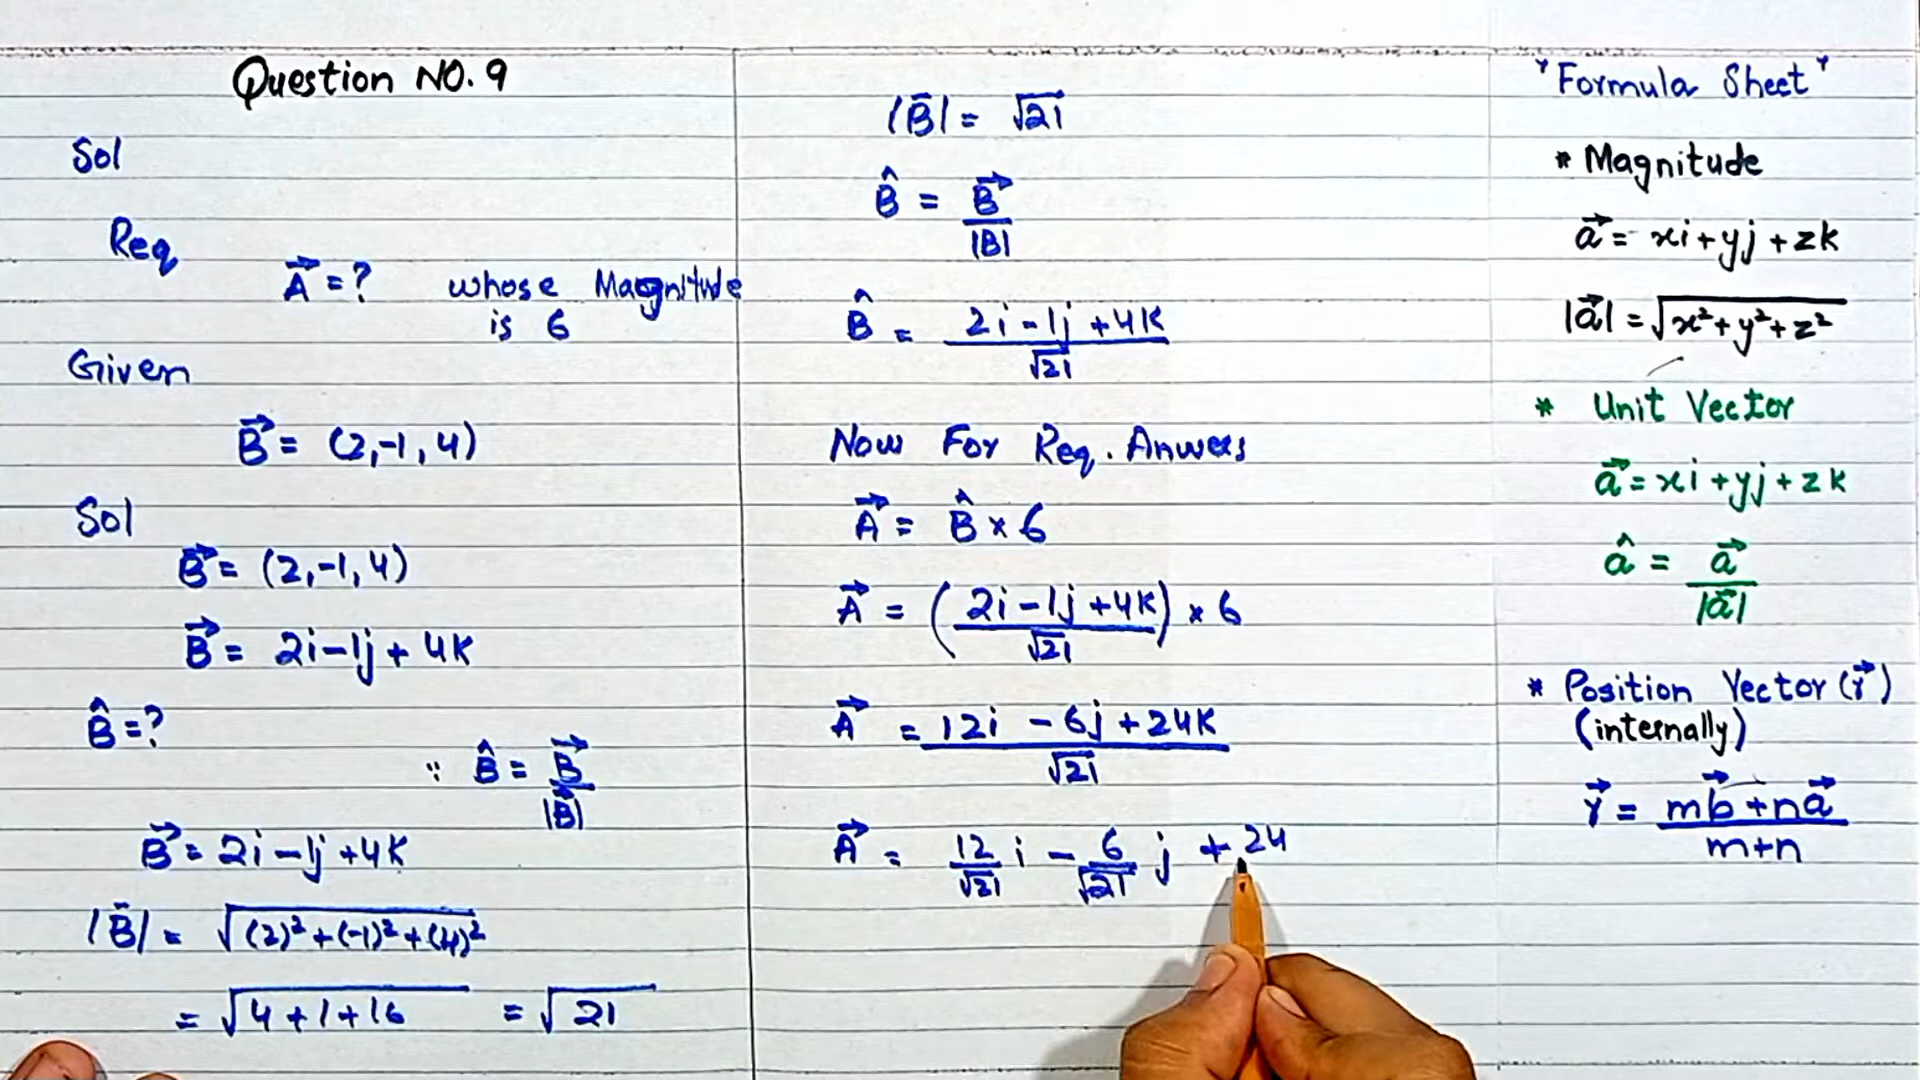 Question NO. 9
Sol
Req
A⃗ = ? whose Magnitude
is 6
Given
B⃗ = (2,-1,4)
Sol
B⃗ = (2,-1,4)
B⃗ = 2i-1j+4k
B̂ = ?
∵ B̂ = B⃗/|B⃗|
B⃗ = 2i-1j+4k
|B̄| = √((2)²+(-1)²+(4)²)
= √(4+1+16) = √21
|B̄| = √21
B̂ = B⃗/|B|
B̂ = (2i-1j+4k)/√21
Now For Req. Anwers
A⃗ = B̂ × 6
A⃗ = ((2i-1j+4k)/√21) × 6
A⃗ = (12i - 6j + 24k)/√21
A⃗ = 12/√21 i - 6/√21 j + 24
"Formula Sheet"
* Magnitude
a⃗ = xi+yj+zk
|a⃗| = √(x²+y²+z²)
* Unit Vector
a⃗ = xi+yj+zk
â = a⃗/|a⃗|
* Position Vector (r⃗)
(internally)
r⃗ = (mb⃗+na⃗)/(m+n)